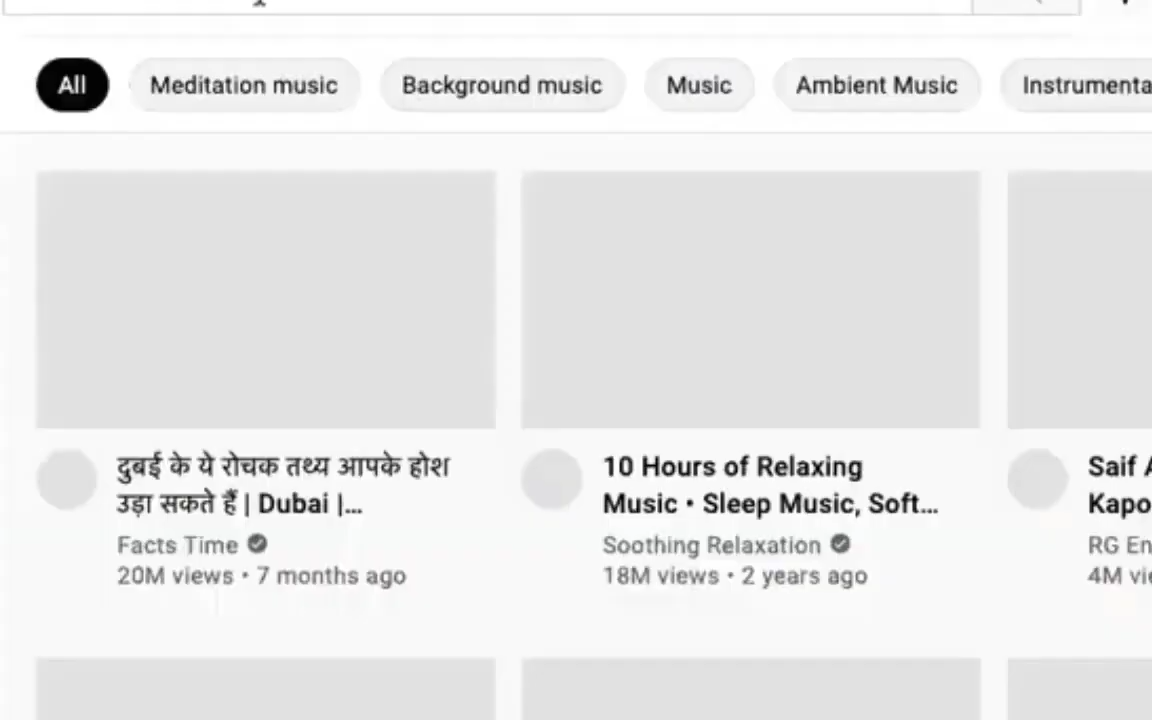 All Meditation music Background music Music Ambient Music Instrumenta
दुबई के ये रोचक तथ्य आपके होश
उड़ा सकते हैं | Dubai |...
Facts Time
20M views • 7 months ago
10 Hours of Relaxing
Music • Sleep Music, Soft...
Soothing Relaxation
18M views • 2 years ago
Saif A
Kapo
RG En
4M vie